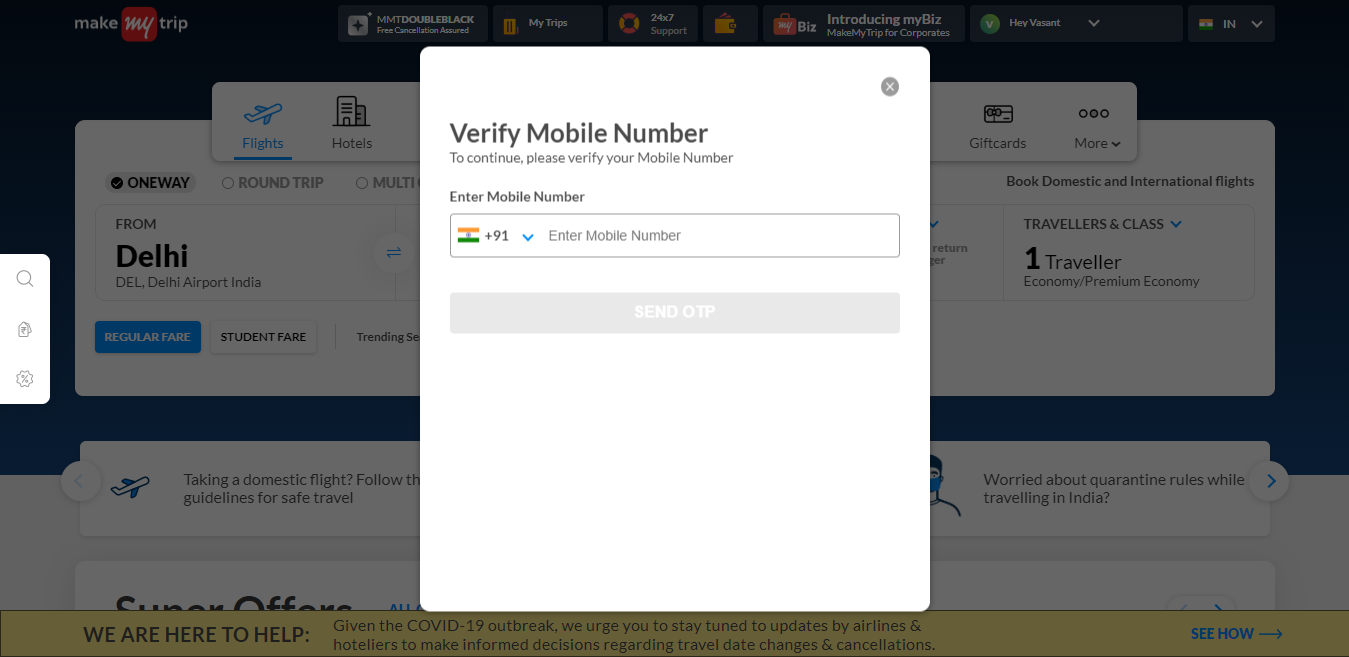 make my trip
MMTDOUBLEBLACK
Free Cancellation Assured
My Trips
24x7
Support
my Biz
Introducing myBiz
MakeMyTrip for Corporates
V
Hey Vasant
IN
Flights
Hotels
Giftcards
More
ONEWAY
ROUND TRIP
MULTI
Book Domestic and International flights
FROM
Delhi
DEL, Delhi Airport India
return
TRAVELLERS & CLASS
1 Traveller
Economy/Premium Economy
REGULAR FARE
STUDENT FARE
Trending
Verify Mobile Number
To continue, please verify your Mobile Number
Enter Mobile Number
+91
Enter Mobile Number
SEND OTP
Taking a domestic flight? Follow
guidelines for safe travel
Worried about quarantine rules while
travelling in India?
Super Offers
WE ARE HERE TO HELP:
Given the COVID-19 outbreak, we urge you to stay tuned to updates by airlines &
hoteliers to make informed decisions regarding travel date changes & cancellations.
SEE HOW